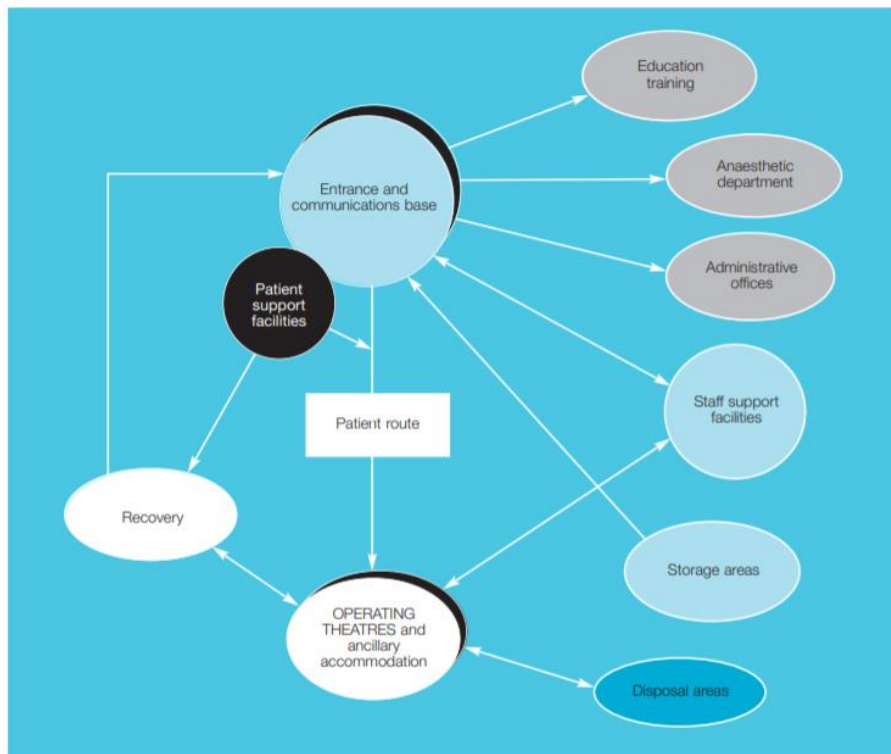 Education
training
Entrance and
communications base
Anaesthetic
department
Administrative
offices
Patient
support
facilities
Staff support
facilities
Patient route
Recovery
Storage areas
OPERATING
THEATRES and
ancillary
accommodation
Disposal areas